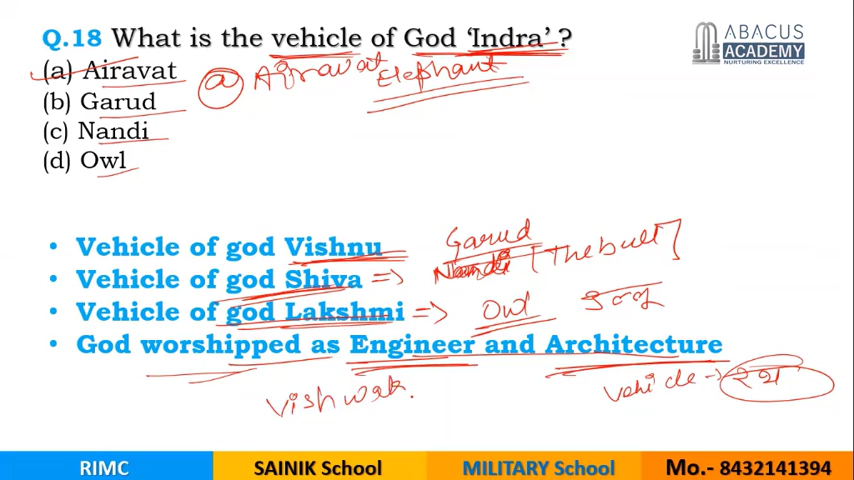 Q.18 What is the vehicle of God ‘Indra’ ?
ABACUS
ACADEMY
NURTURING EXCELLENCE
(a) Airavat
(a) Airavat Elephant
(b) Garud
(c) Nandi
(d) Owl
• Vehicle of god Vishnu Garud
• Vehicle of god Shiva => Nandi [The bull]
• Vehicle of god Lakshmi => Owl
• God worshipped as Engineer and Architecture
Vishwak. vehicle → रथ
RIMC SAINIK School MILITARY School Mo.- 8432141394